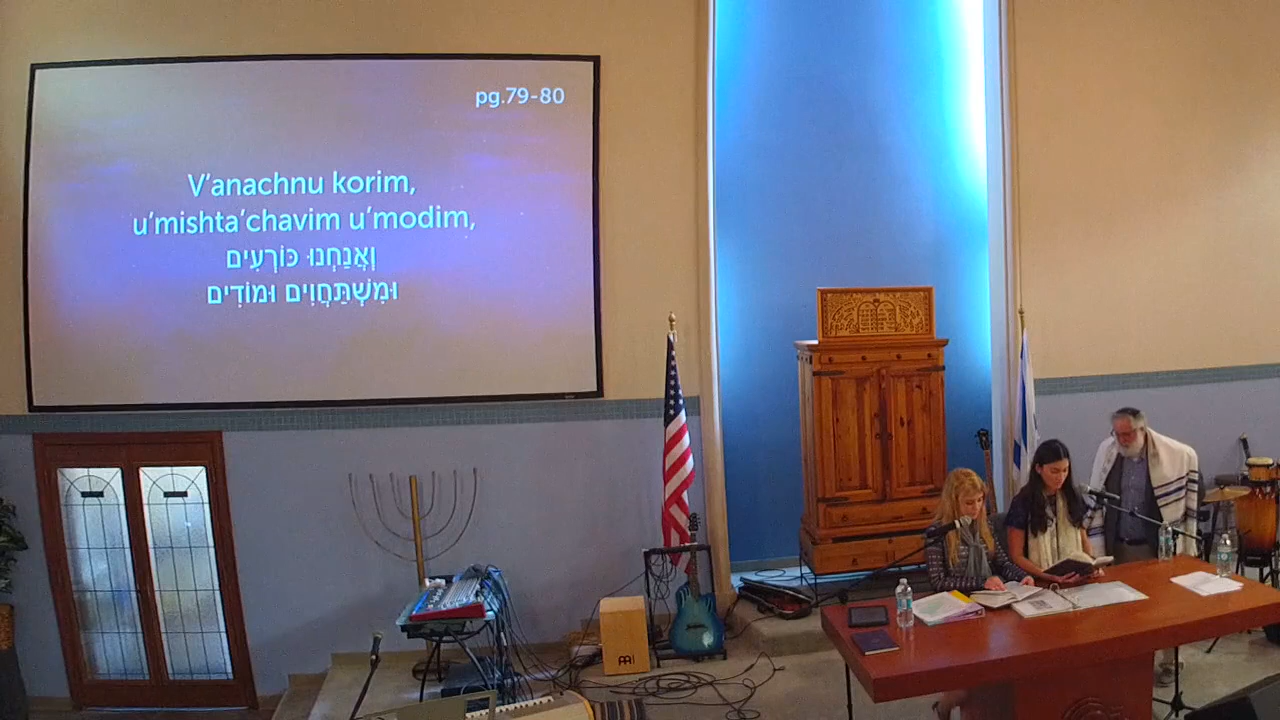 pg.79-80
V'anachnu korim,
u'mishta'chavim u'modim,
וַאֲנַחְנוּ כּוֹרְעִים
וּמִשְׁתַּחֲוִים וּמוֹדִים